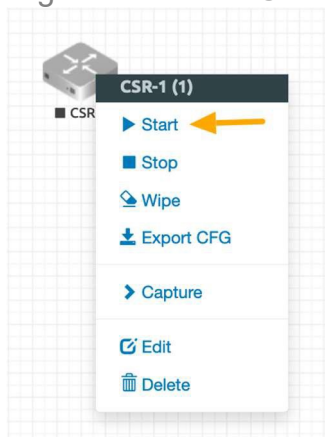 CSR-1 (1)
CSR
Start
Stop
Wipe
Export CFG
Capture
Edit
Delete